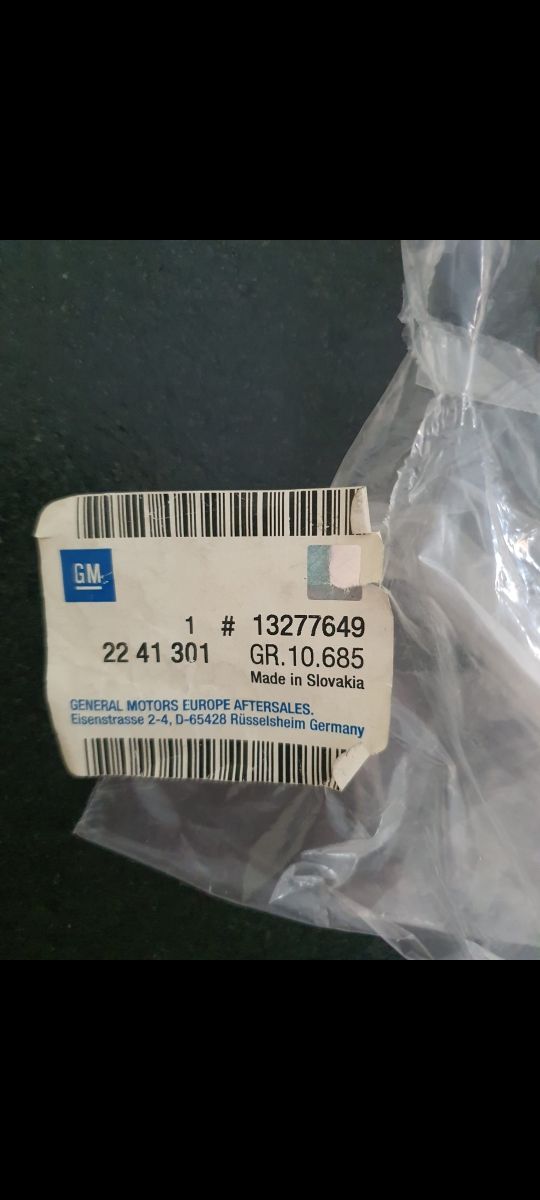 GM
1 # 13277649
22 41 301 GR.10.685
Made in Slovakia
GENERAL MOTORS EUROPE AFTERSALES.
Eisenstrasse 2-4, D-65428 Rüsselsheim Germany